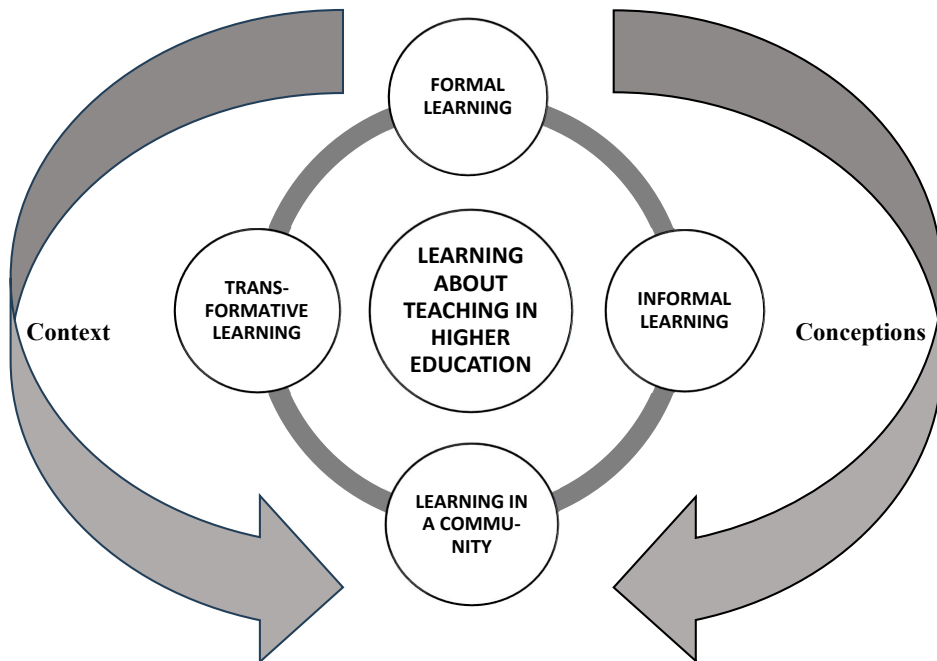 FORMAL
LEARNING
LEARNING
ABOUT
TEACHING IN
HIGHER
EDUCATION
TRANS-
FORMATIVE
LEARNING
INFORMAL
LEARNING
Context
Conceptions
LEARNING IN
A COMMU-
NITY